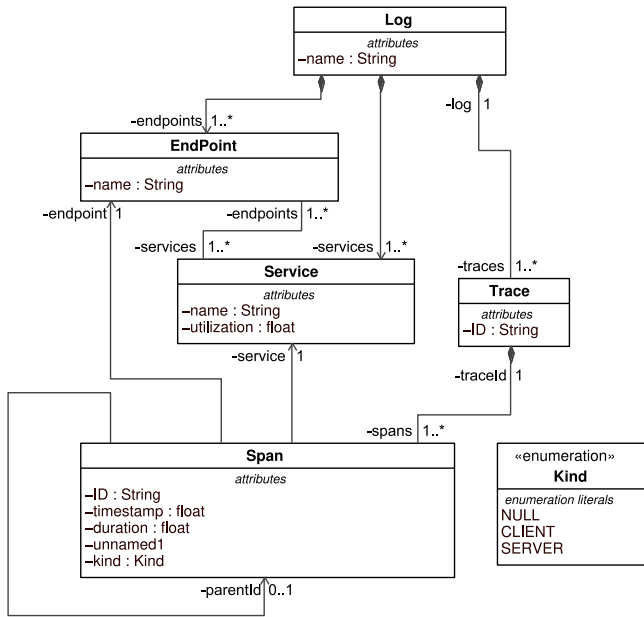 Log
attributes
–name : String
-endpoints 1..*
-log 1
EndPoint
attributes
–name : String
-endpoint 1
-endpoints 1..*
-services 1..*
-services 1..*
Service
attributes
–name : String
–utilization : float
-traces 1..*
Trace
attributes
–ID : String
-service 1
-traceId 1
-spans 1..*
Span
attributes
–ID : String
–timestamp : float
–duration : float
–unnamed1
–kind : Kind
-parentId 0..1
«enumeration»
Kind
enumeration literals
NULL
CLIENT
SERVER